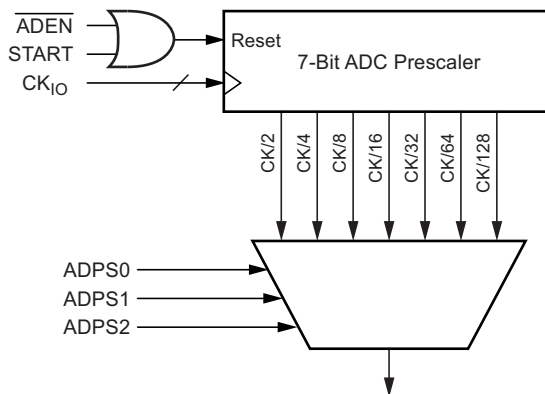 ADEN
START
CK_IO
Reset
7-Bit ADC Prescaler
CK/2
CK/4
CK/8
CK/16
CK/32
CK/64
CK/128
ADPS0
ADPS1
ADPS2